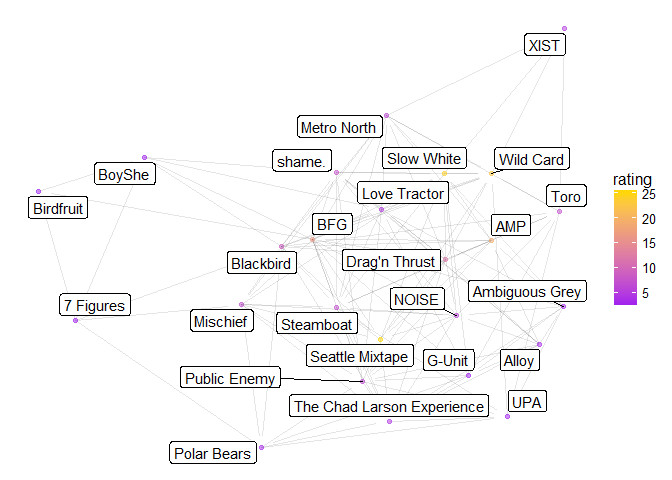 XIST
Metro North
shame.
Slow White
Wild Card
BoyShe
Love Tractor
Toro
Birdfruit
BFG
AMP
Blackbird
Drag'n Thrust
7 Figures
NOISE
Ambiguous Grey
Mischief
Steamboat
Seattle Mixtape
G-Unit
Alloy
Public Enemy
The Chad Larson Experience
UPA
Polar Bears
rating
25
20
15
10
5